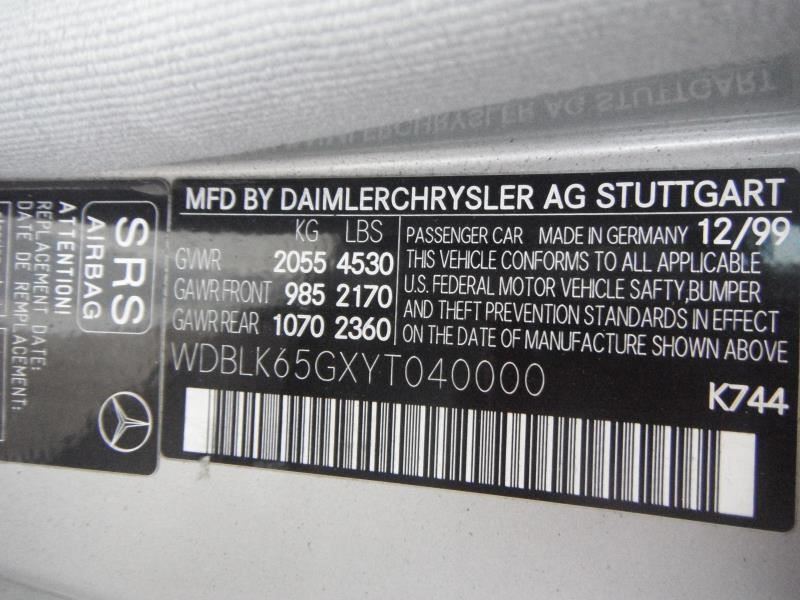 MFD BY DAIMLERCHRYSLER AG STUTTGART
KG LBS
GVWR 2055 4530
GAWR FRONT 985 2170
GAWR REAR 1070 2360
PASSENGER CAR MADE IN GERMANY 12/99
THIS VEHICLE CONFORMS TO ALL APPLICABLE
U.S. FEDERAL MOTOR VEHICLE SAFTY,BUMPER
AND THEFT PREVENTION STANDARDS IN EFFECT
ON THE DATE OF MANUFACTURE SHOWN ABOVE
WDBLK65GXYT040000
K744
SRS
AIRBAG
ATTENTION!
REPLACEMENT DATE:
DATE DE REMPLACEMENT: